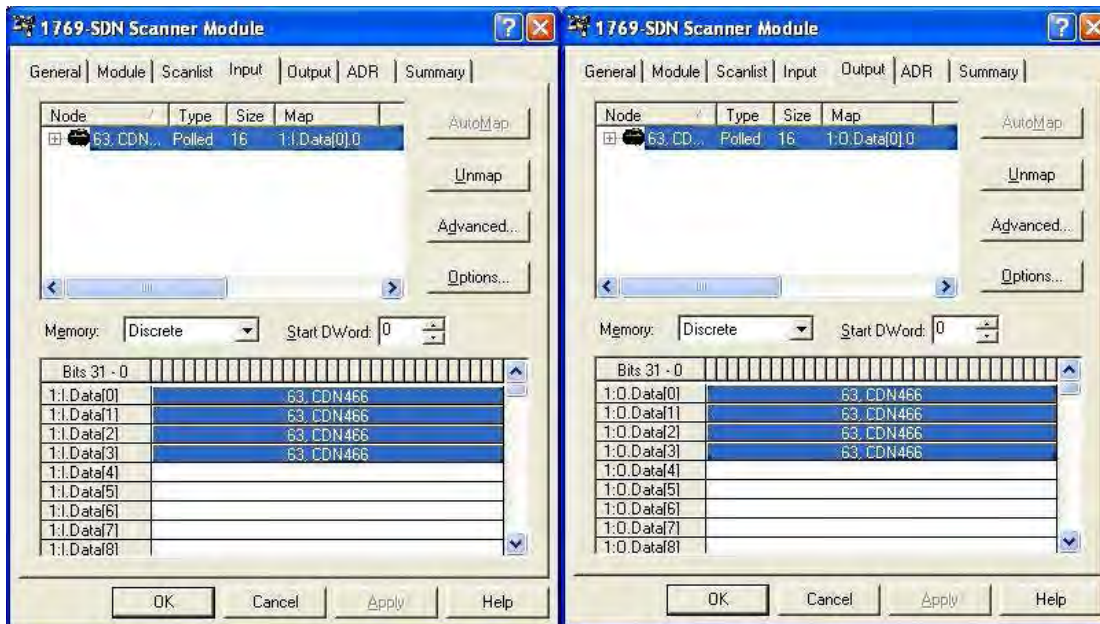 1769-SDN Scanner Module
General Module Scanlist Input Output ADR Summary
Node / Type Size Map
63, CDN... Polled 16 1:I.Data[0].0
AutoMap
Unmap
Advanced...
Options...
Memory: Discrete Start DWord: 0
Bits 31 - 0
1:I.Data[0] 63, CDN466
1:I.Data[1] 63, CDN466
1:I.Data[2] 63, CDN466
1:I.Data[3] 63, CDN466
1:I.Data[4]
1:I.Data[5]
1:I.Data[6]
1:I.Data[7]
1:I.Data[8]
OK Cancel Apply Help
1769-SDN Scanner Module
General Module Scanlist Input Output ADR Summary
Node / Type Size Map
63, CD... Polled 16 1:O.Data[0].0
AutoMap
Unmap
Advanced...
Options...
Memory: Discrete Start DWord: 0
Bits 31 - 0
1:O.Data[0] 63, CDN466
1:O.Data[1] 63, CDN466
1:O.Data[2] 63, CDN466
1:O.Data[3] 63, CDN466
1:O.Data[4]
1:O.Data[5]
1:O.Data[6]
1:O.Data[7]
1:O.Data[8]
OK Cancel Apply Help